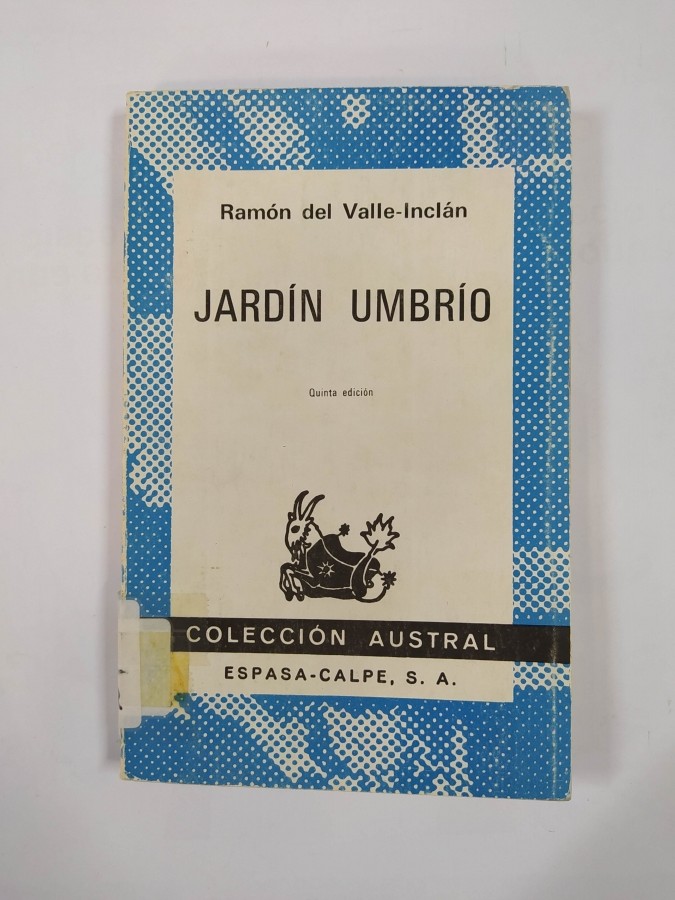 Ramón del Valle-Inclán
JARDÍN UMBRÍO
Quinta edición
COLECCIÓN AUSTRAL
ESPASA-CALPE, S. A.